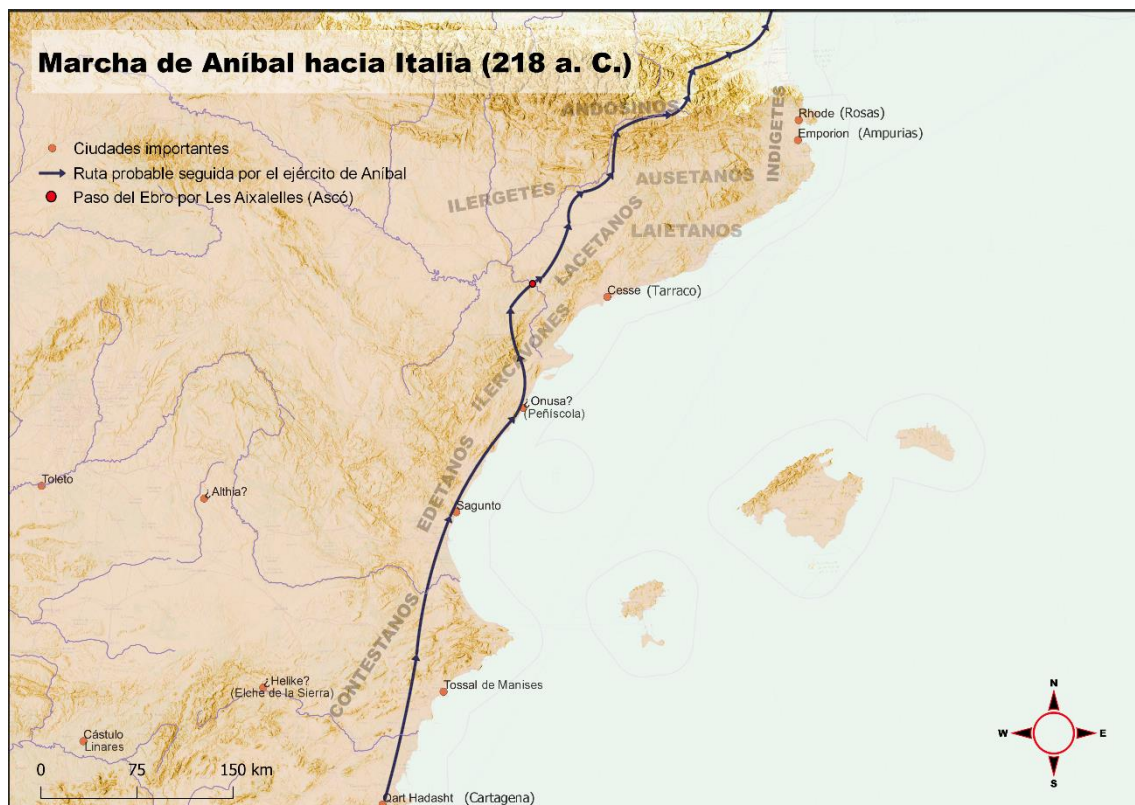 Marcha de Aníbal hacia Italia (218 a. C.)
Ciudades importantes
Ruta probable seguida por el ejército de Aníbal
Paso del Ebro por Les Aixalelles (Ascó)
ANDOSINOS
INDIGETES
Rhode (Rosas)
Emporion (Ampurias)
ILERGETES
AUSETANOS
LACETANOS
LAIETANOS
Cesse (Tarraco)
ILERCAVONES
¿Onusa?
(Peñíscola)
EDETANOS
Toleto
¿Althia?
Sagunto
CONTESTANOS
¿Helike?
(Elche de la Sierra)
Tossal de Manises
Cástulo
Linares
0 75 150 km
Qart Hadasht (Cartagena)
N
W E
S